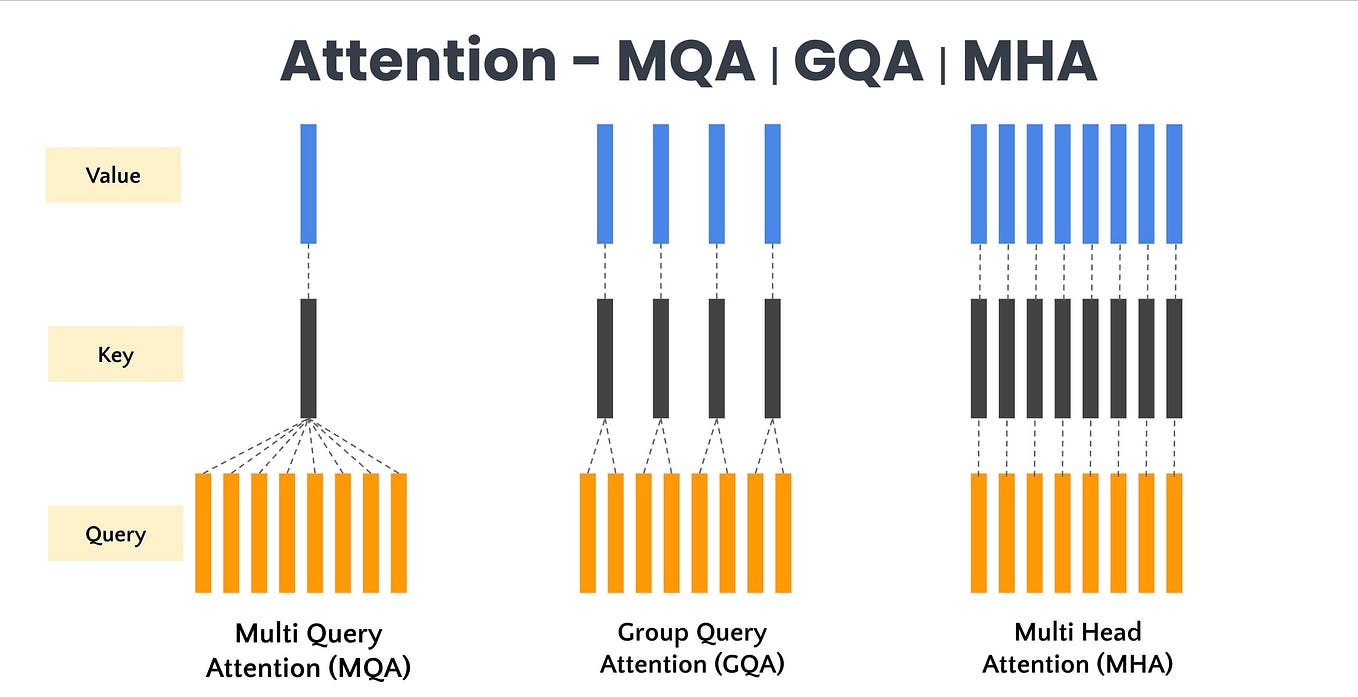 Attention - MQA | GQA | MHA
Value
Key
Query
Multi Query
Attention (MQA)
Group Query
Attention (GQA)
Multi Head
Attention (MHA)